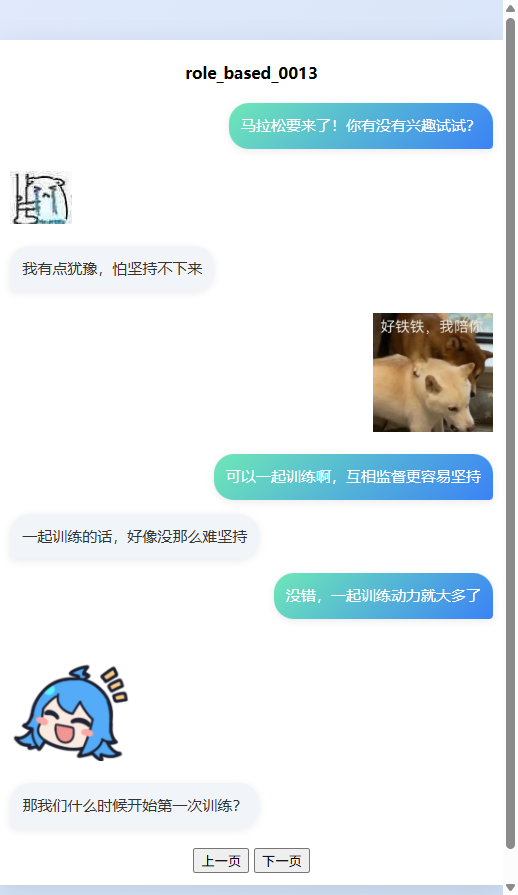 role_based_0013
马拉松要来了！你有没有兴趣试试？
我有点犹豫，怕坚持不下来
好铁铁，我陪你
可以一起训练啊，互相监督更容易坚持
一起训练的话，好像没那么难坚持
没错，一起训练动力就大多了
那我们什么时候开始第一次训练？
上一页 下一页